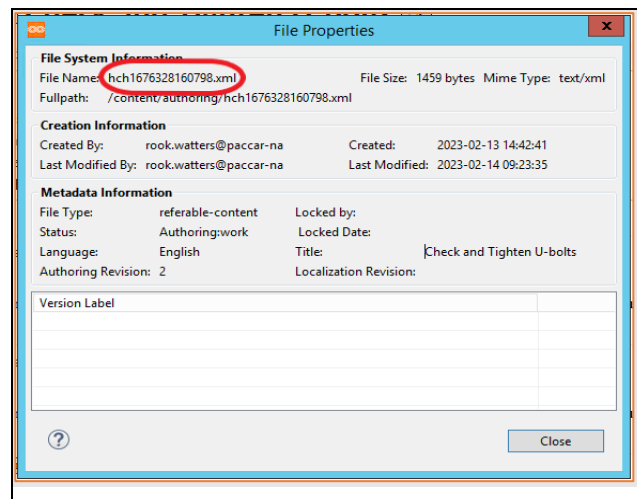 File Properties
x
File System Information
File Name: hch1676328160798.xml File Size: 1459 bytes Mime Type: text/xml
Fullpath: /content/authoring/hch1676328160798.xml
Creation Information
Created By: rook.watters@paccar-na Created: 2023-02-13 14:42:41
Last Modified By: rook.watters@paccar-na Last Modified: 2023-02-14 09:23:35
Metadata Information
File Type: referable-content Locked by:
Status: Authoring:work Locked Date:
Language: English Title: Check and Tighten U-bolts
Authoring Revision: 2 Localization Revision:
Version Label
?
Close